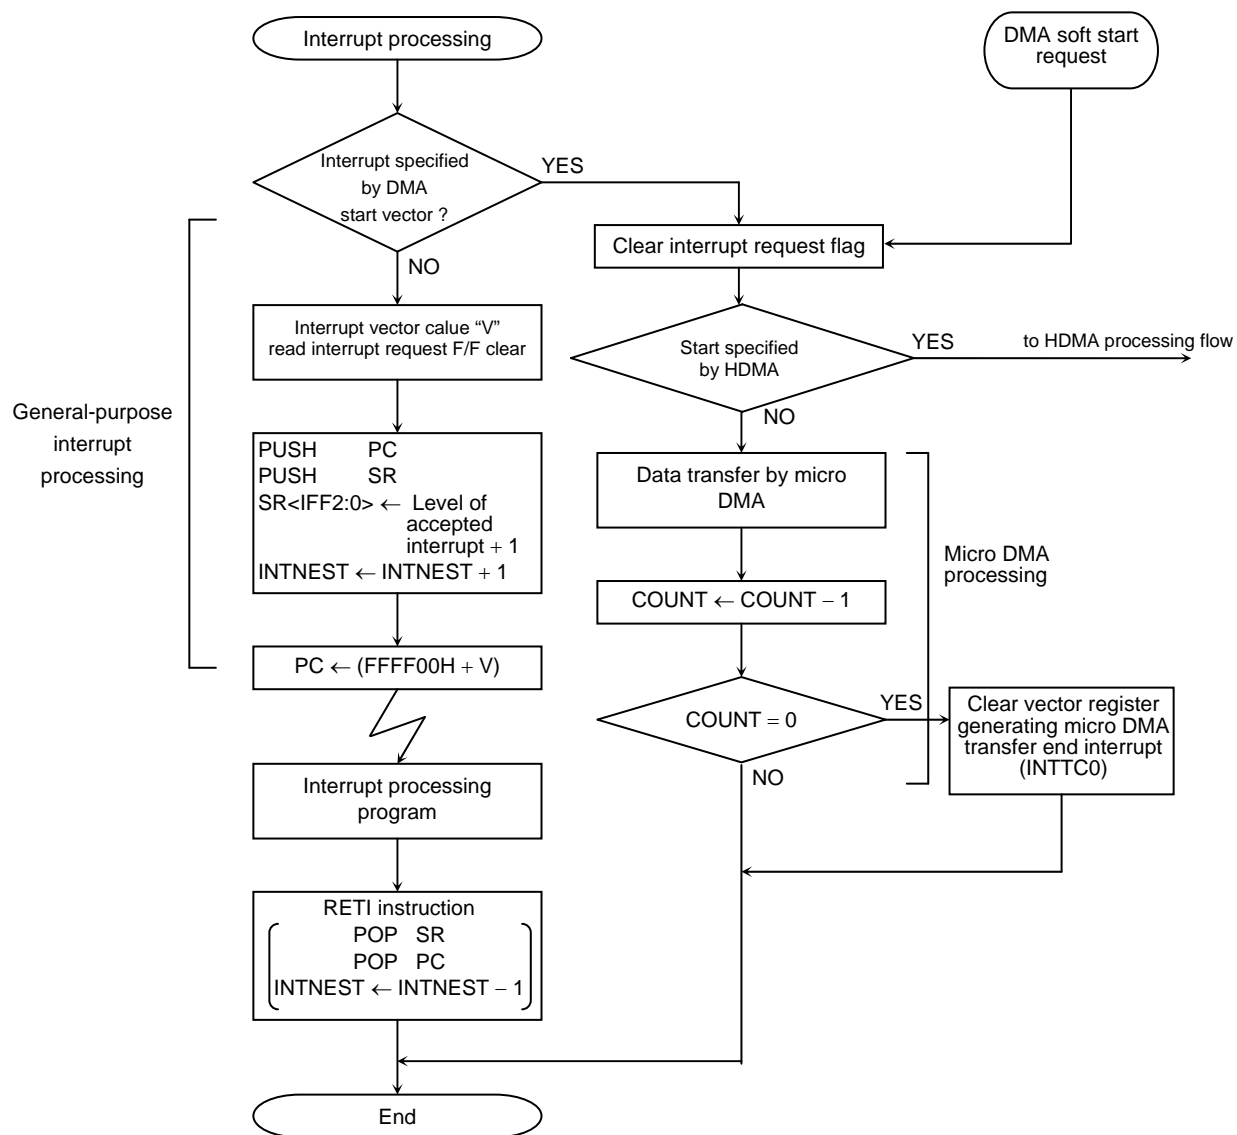 Interrupt processing
DMA soft start
request
Interrupt specified
by DMA
start vector ?
YES
NO
Clear interrupt request flag
Interrupt vector calue “V”
read interrupt request F/F clear
Start specified
by HDMA
YES
to HDMA processing flow
NO
General-purpose
interrupt
processing
PUSH PC
PUSH SR
SR<IFF2:0> ← Level of
accepted
interrupt + 1
INTNEST ← INTNEST + 1
Data transfer by micro
DMA
Micro DMA
processing
COUNT ← COUNT − 1
PC ← (FFFF00H + V)
COUNT = 0
YES
NO
Clear vector register
generating micro DMA
transfer end interrupt
(INTTC0)
Interrupt processing
program
RETI instruction
POP SR
POP PC
INTNEST ← INTNEST − 1
End